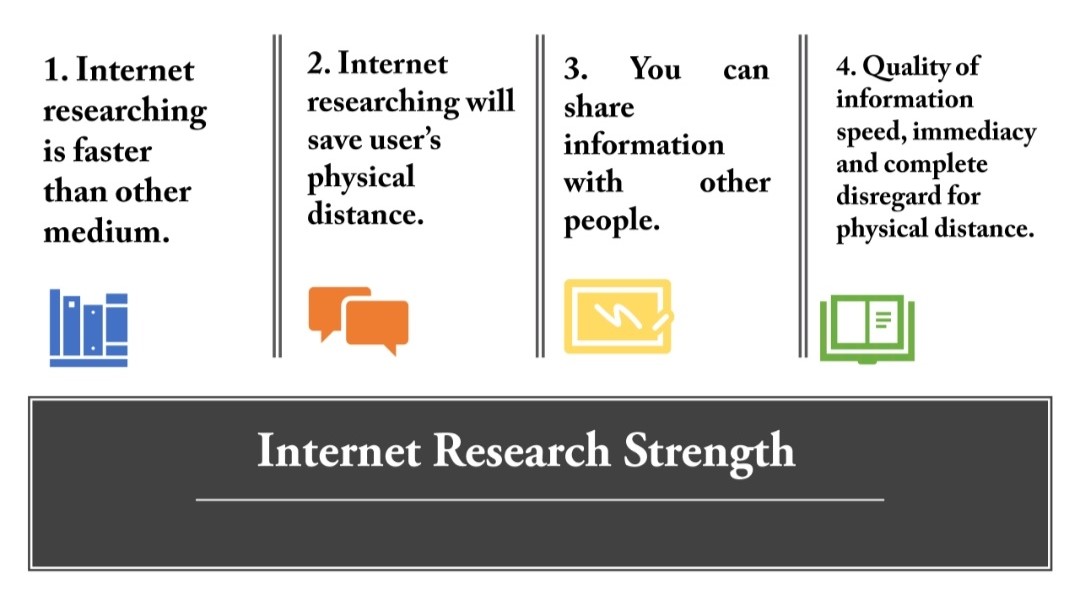 1. Internet
researching
is faster
than other
medium.
2. Internet
researching will
save user’s
physical
distance.
3. You can
share
information
with other
people.
4. Quality of
information
speed, immediacy
and complete
disregard for
physical distance.
Internet Research Strength